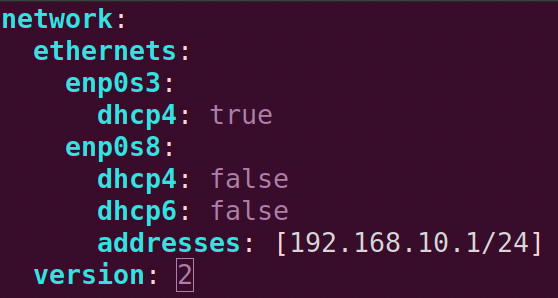 network:
  ethernets:
    enp0s3:
      dhcp4: true
    enp0s8:
      dhcp4: false
      dhcp6: false
      addresses: [192.168.10.1/24]
  version: 2